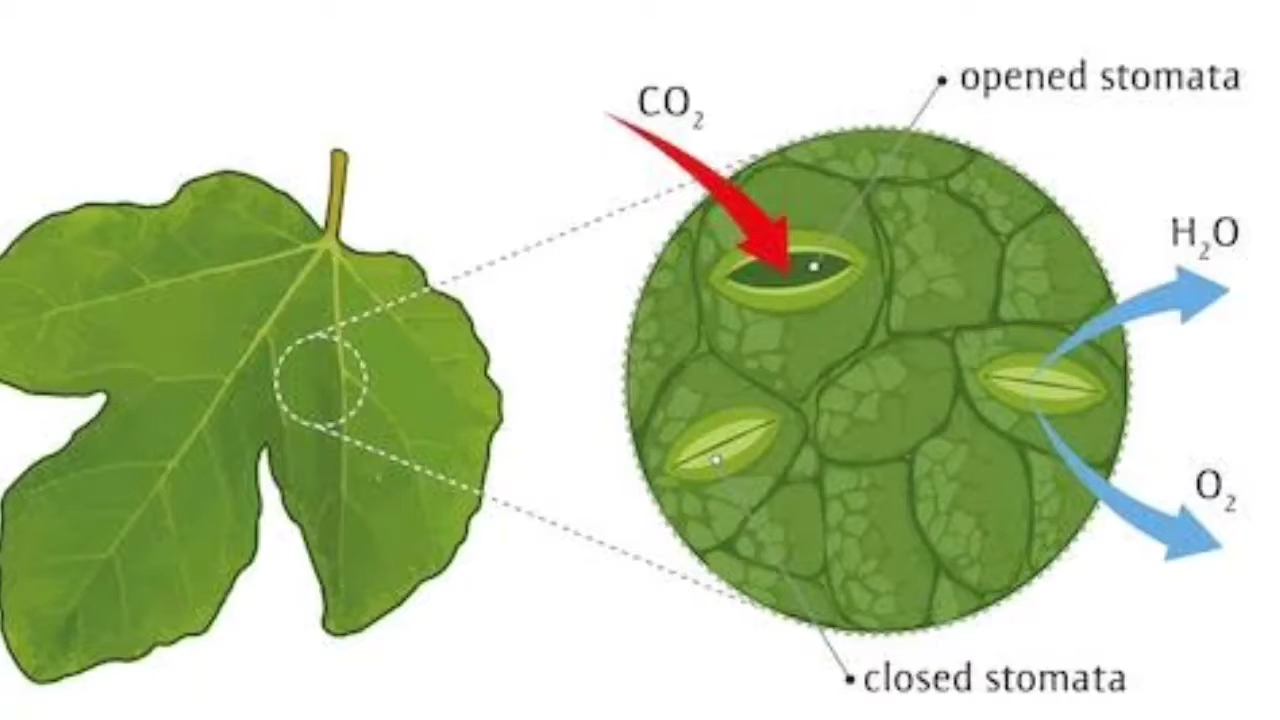 opened stomata
CO₂
H₂O
O₂
closed stomata